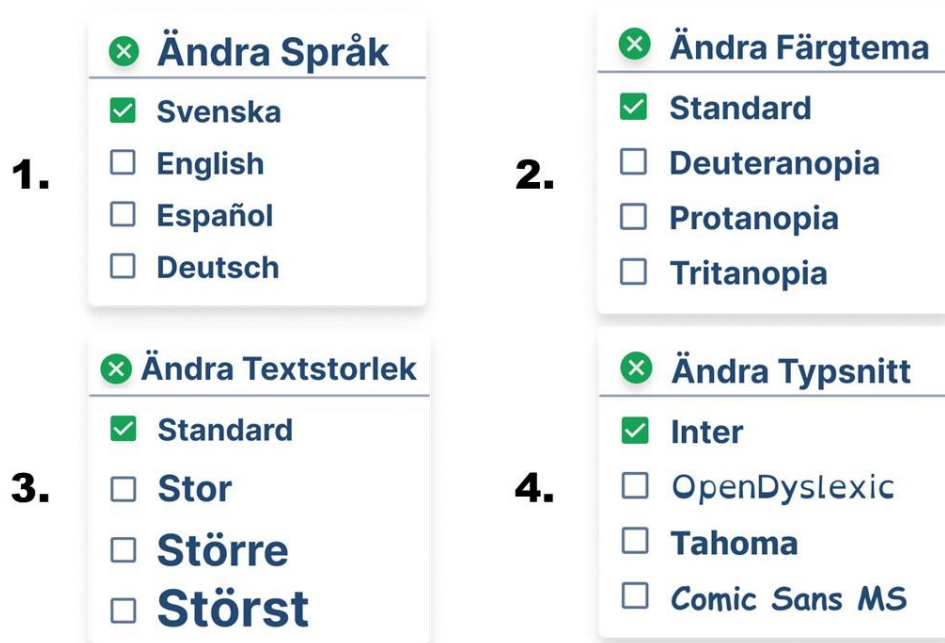 1.
Ändra Språk
Svenska
English
Español
Deutsch
2.
Ändra Färgtema
Standard
Deuteranopia
Protanopia
Tritanopia
3.
Ändra Textstorlek
Standard
Stor
Större
Störst
4.
Ändra Typsnitt
Inter
OpenDyslexic
Tahoma
Comic Sans MS